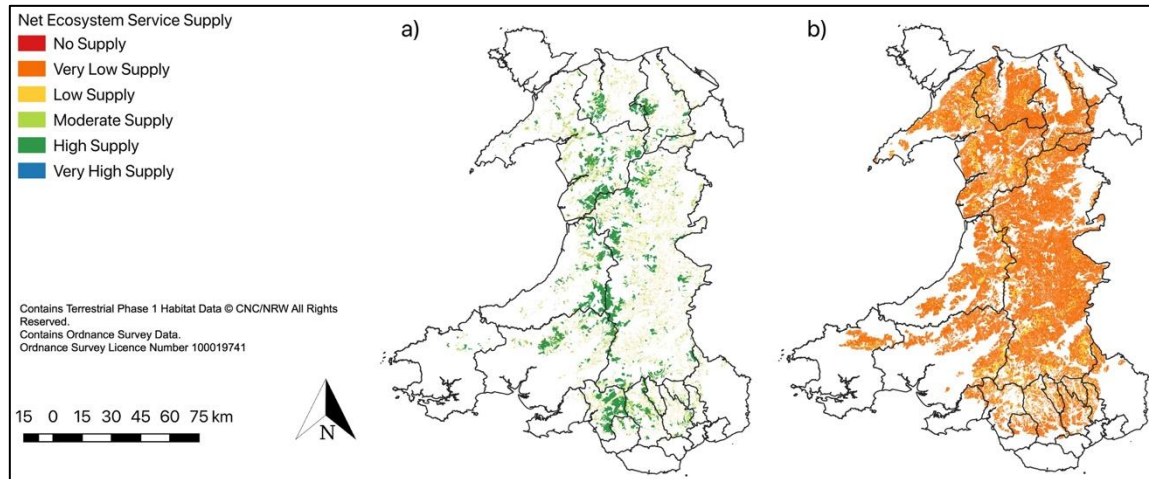 Net Ecosystem Service Supply
No Supply
Very Low Supply
Low Supply
Moderate Supply
High Supply
Very High Supply
Contains Terrestrial Phase 1 Habitat Data © CNC/NRW All Rights
Reserved.
Contains Ordnance Survey Data.
Ordnance Survey Licence Number 100019741
15 0 15 30 45 60 75 km
N
a)
b)